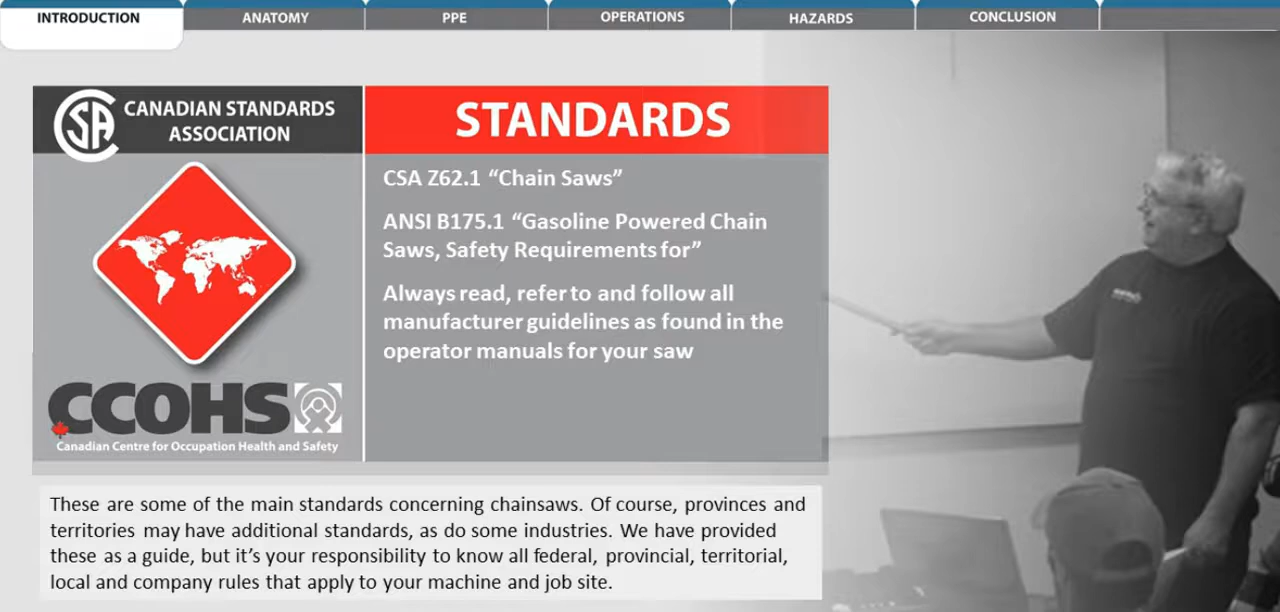 INTRODUCTION
ANATOMY
PPE
OPERATIONS
HAZARDS
CONCLUSION
CSA
CANADIAN STANDARDS
ASSOCIATION
STANDARDS
CSA Z62.1 “Chain Saws”
ANSI B175.1 “Gasoline Powered Chain
Saws, Safety Requirements for”
Always read, refer to and follow all
manufacturer guidelines as found in the
operator manuals for your saw
CCOHS
Canadian Centre for Occupation Health and Safety
These are some of the main standards concerning chainsaws. Of course, provinces and
territories may have additional standards, as do some industries. We have provided
these as a guide, but it’s your responsibility to know all federal, provincial, territorial,
local and company rules that apply to your machine and job site.